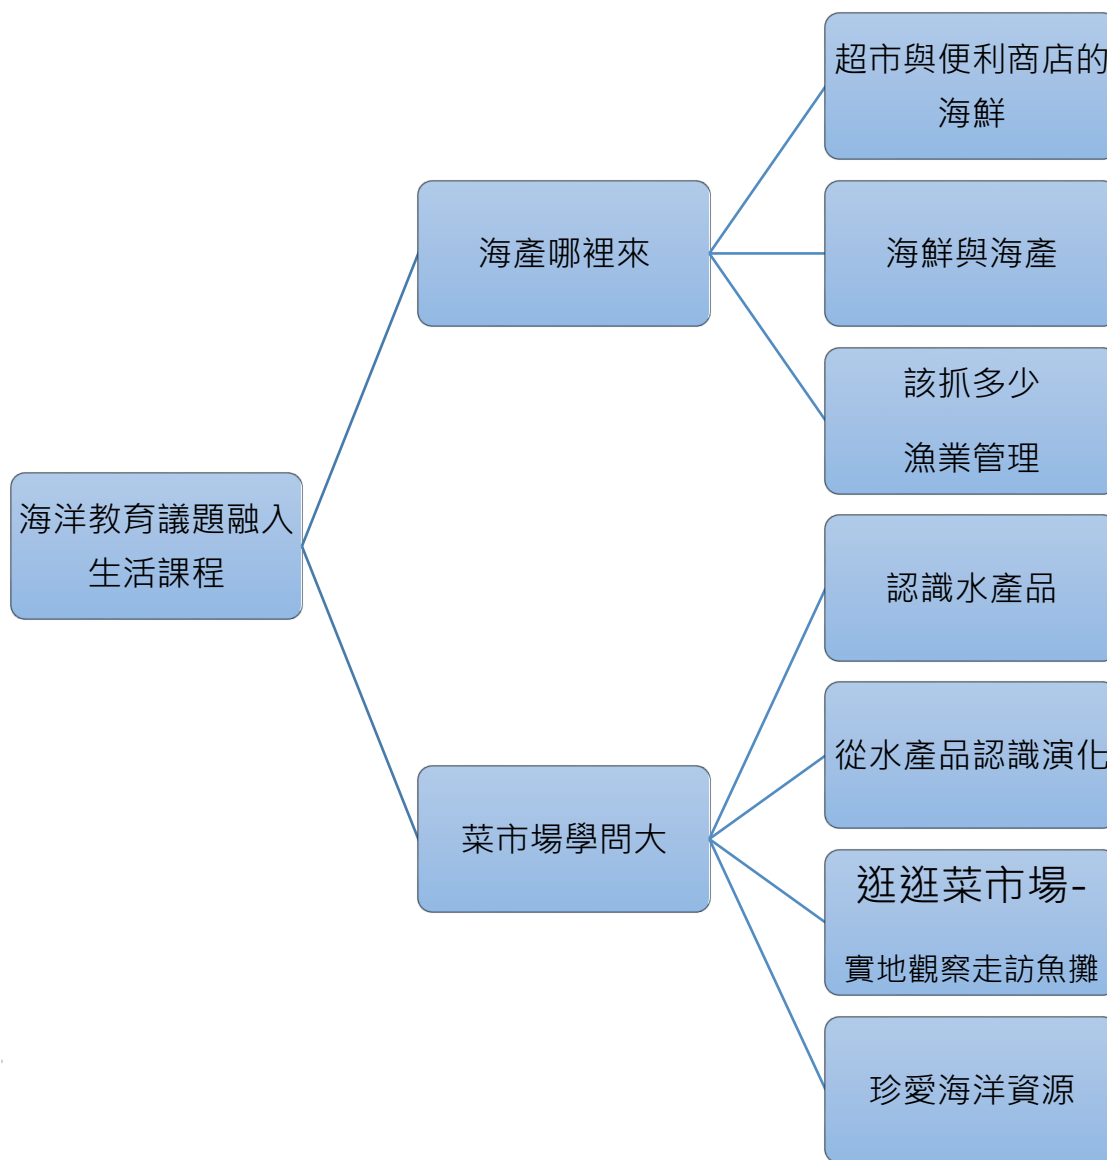 超市與便利商店的
海鮮
海產哪裡來
海鮮與海產
該抓多少
漁業管理
海洋教育議題融入
生活課程
認識水產品
從水產品認識演化
菜市場學問大
逛逛菜市場-
實地觀察走訪魚攤
珍愛海洋資源